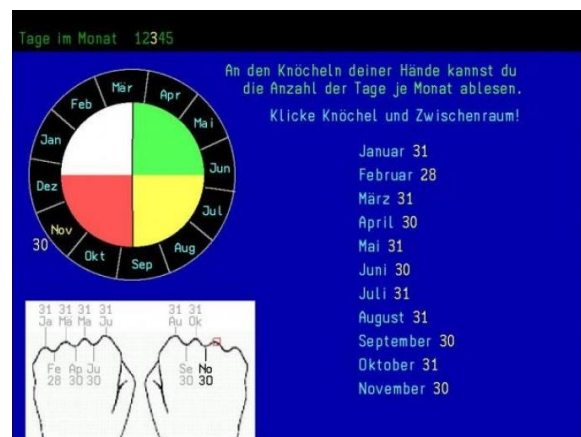 Tage im Monat 12345
An den Knöcheln deiner Hände kannst du
die Anzahl der Tage je Monat ablesen.
Klicke Knöchel und Zwischenraum!
Jan
Feb
Mär
Apr
Mai
Jun
Jul
Aug
Sep
Okt
Nov
30
Dez
Januar 31
Februar 28
März 31
April 30
Mai 31
Juni 30
Juli 31
August 31
September 30
Oktober 31
November 30
31 31 31 31 31 31
Ja Mä Ma Ju Au Ok
Fe Ap Ju Se No
28 30 30 30 30